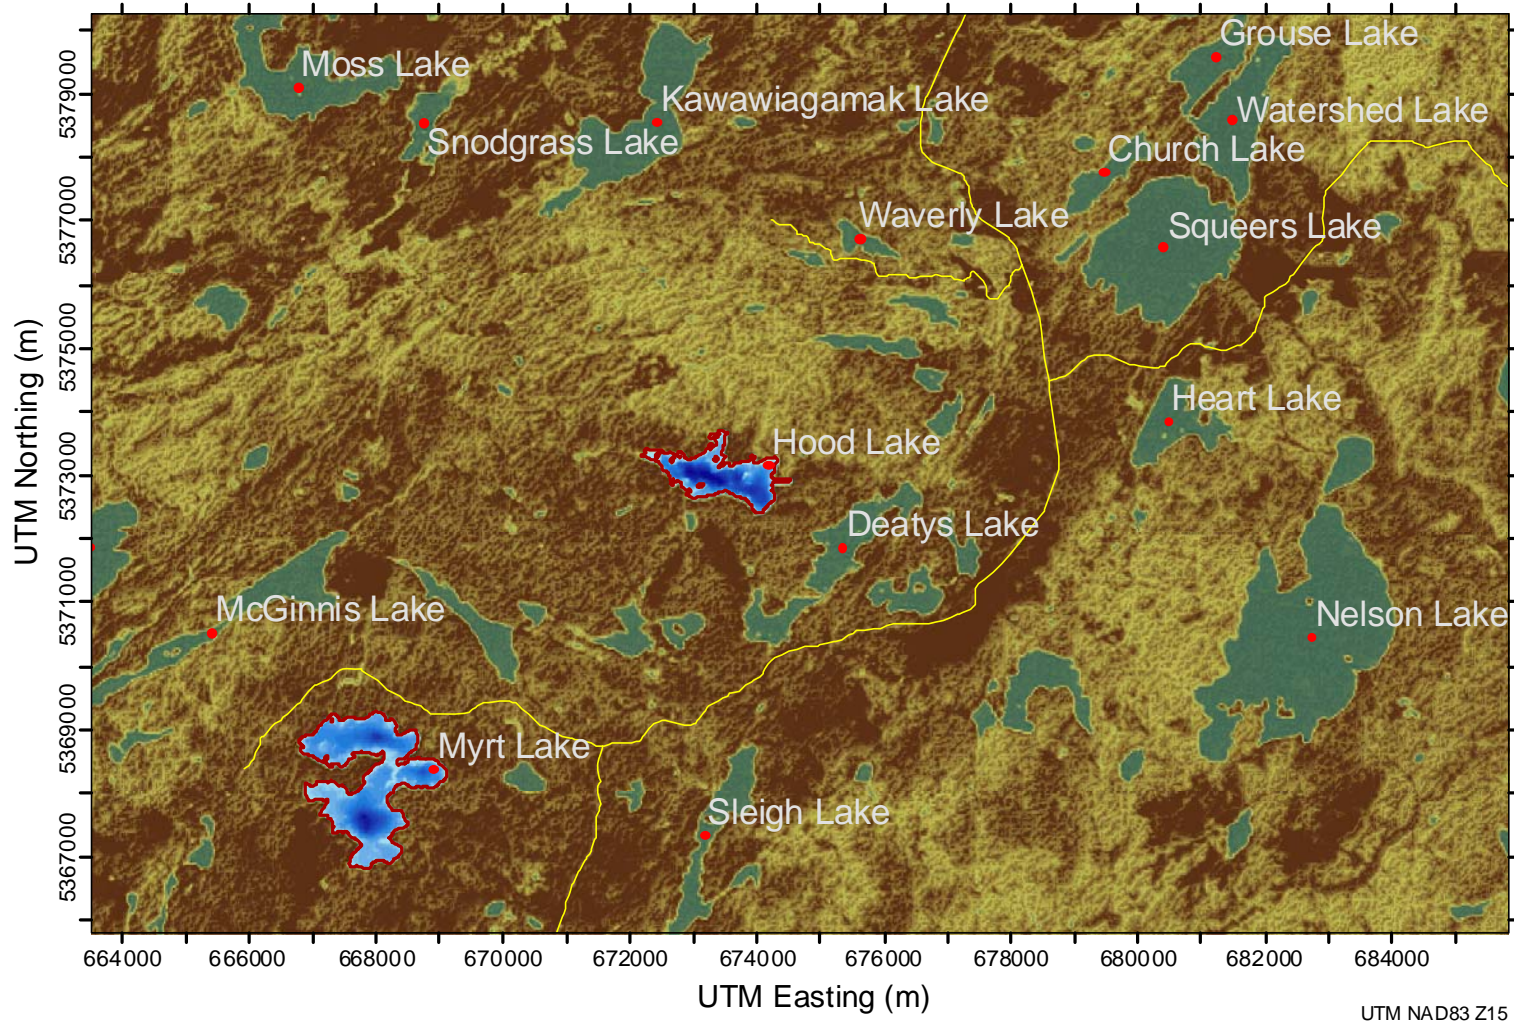 Grouse Lake
Moss Lake
Kawawiagamak Lake
Watershed Lake
Snodgrass Lake
Church Lake
Waverly Lake
Squeers Lake
Heart Lake
Hood Lake
Deatys Lake
McGinnis Lake
Nelson Lake
Myrt Lake
Sleigh Lake
5379000
5377000
5375000
5373000
5371000
5369000
5367000
UTM Northing (m)
664000 666000 668000 670000 672000 674000 676000 678000 680000 682000 684000
UTM Easting (m)
UTM NAD83 Z15